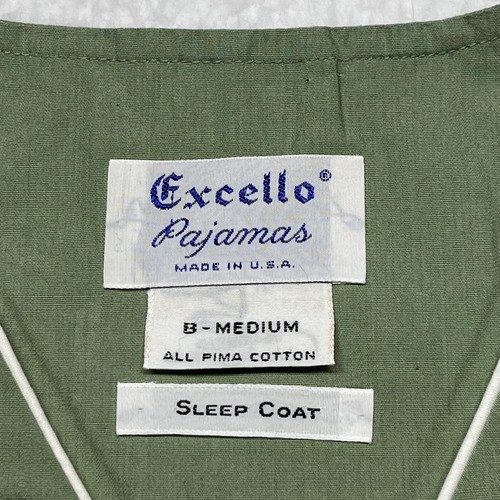 Excello®
Pajamas
MADE IN U.S.A.
B - MEDIUM
ALL PIMA COTTON
SLEEP COAT